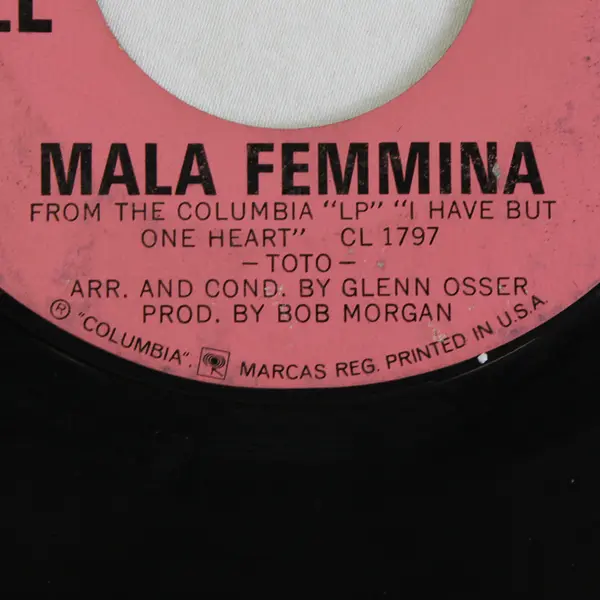 MALA FEMMINA
FROM THE COLUMBIA "LP" "I HAVE BUT
ONE HEART" CL 1797
– TOTO –
ARR. AND COND. BY GLENN OSSER
PROD. BY BOB MORGAN
Ⓡ "COLUMBIA". MARCAS REG. PRINTED IN U.S.A.